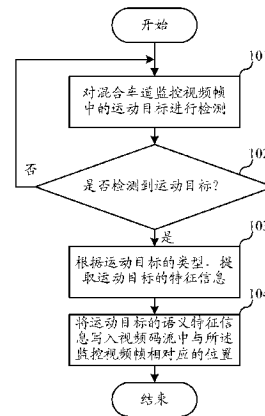 开始
101
对混合车道监控视频帧
中的运动目标进行检测
102
否
是否检测到运动目标？
是
103
根据运动目标的类型，提
取运动目标的特征信息
104
将运动目标的语义特征信
息写入视频码流中与所述
监控视频帧相对应的位置
结束